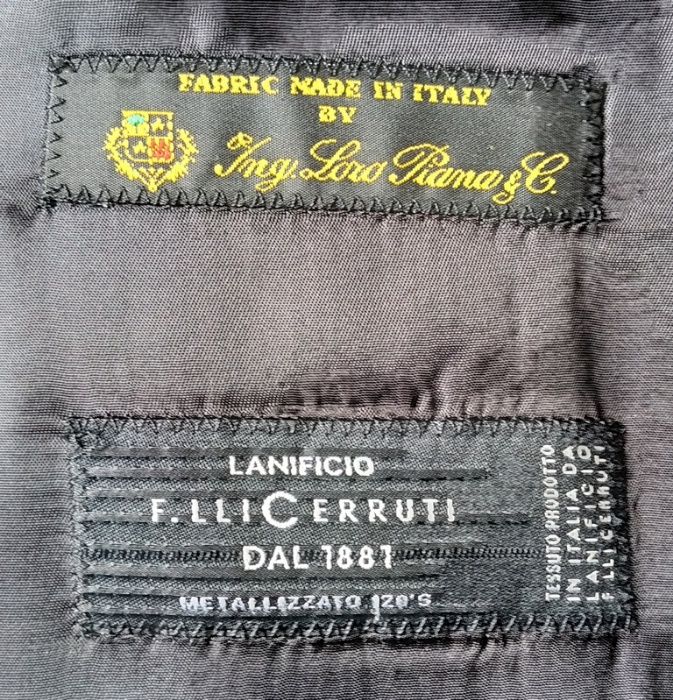 FABRIC MADE IN ITALY
BY
Ing. Loro Piana & C.
LANIFICIO
F.LLI CERRUTI
DAL 1881
METALLIZZATO 120'S
TESSUTO PRODOTTO
IN ITALIA DA
LANIFICIO
F.LLI CERRUTI